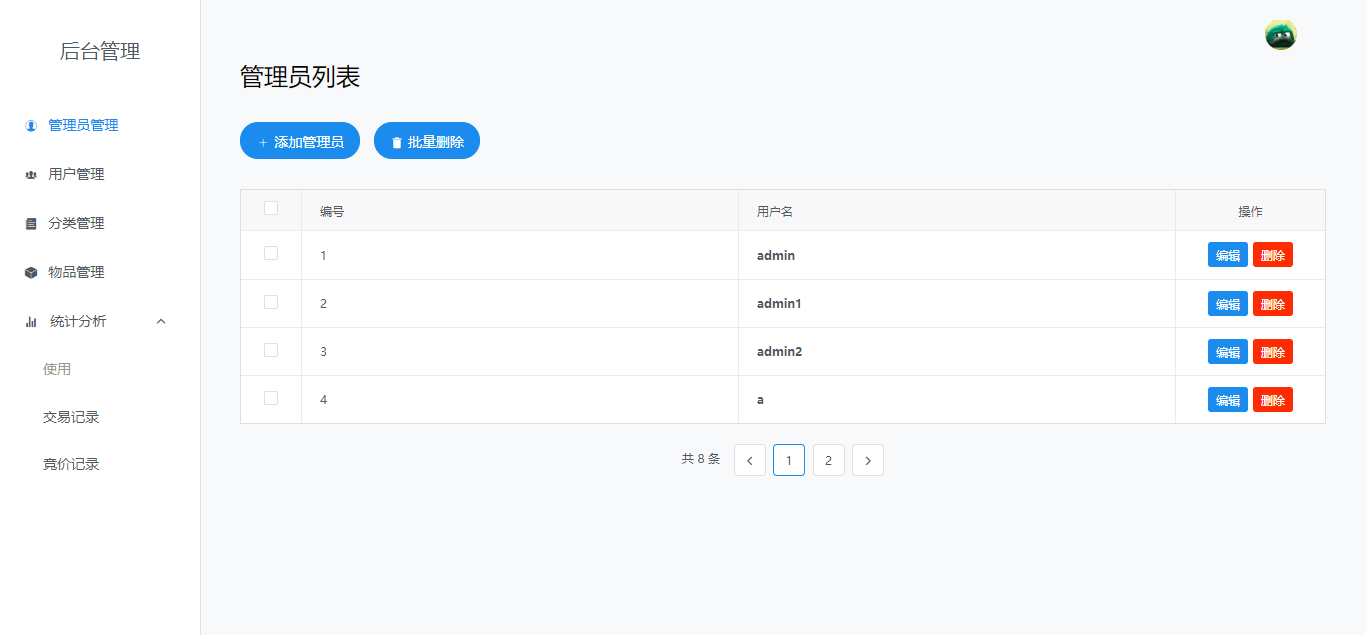 后台管理
管理员管理
用户管理
分类管理
物品管理
统计分析
使用
交易记录
竟价记录
管理员列表
+ 添加管理员
批量删除
编号 用户名 操作
1 admin 编辑 删除
2 admin1 编辑 删除
3 admin2 编辑 删除
4 a 编辑 删除
共 8 条 < 1 2 >